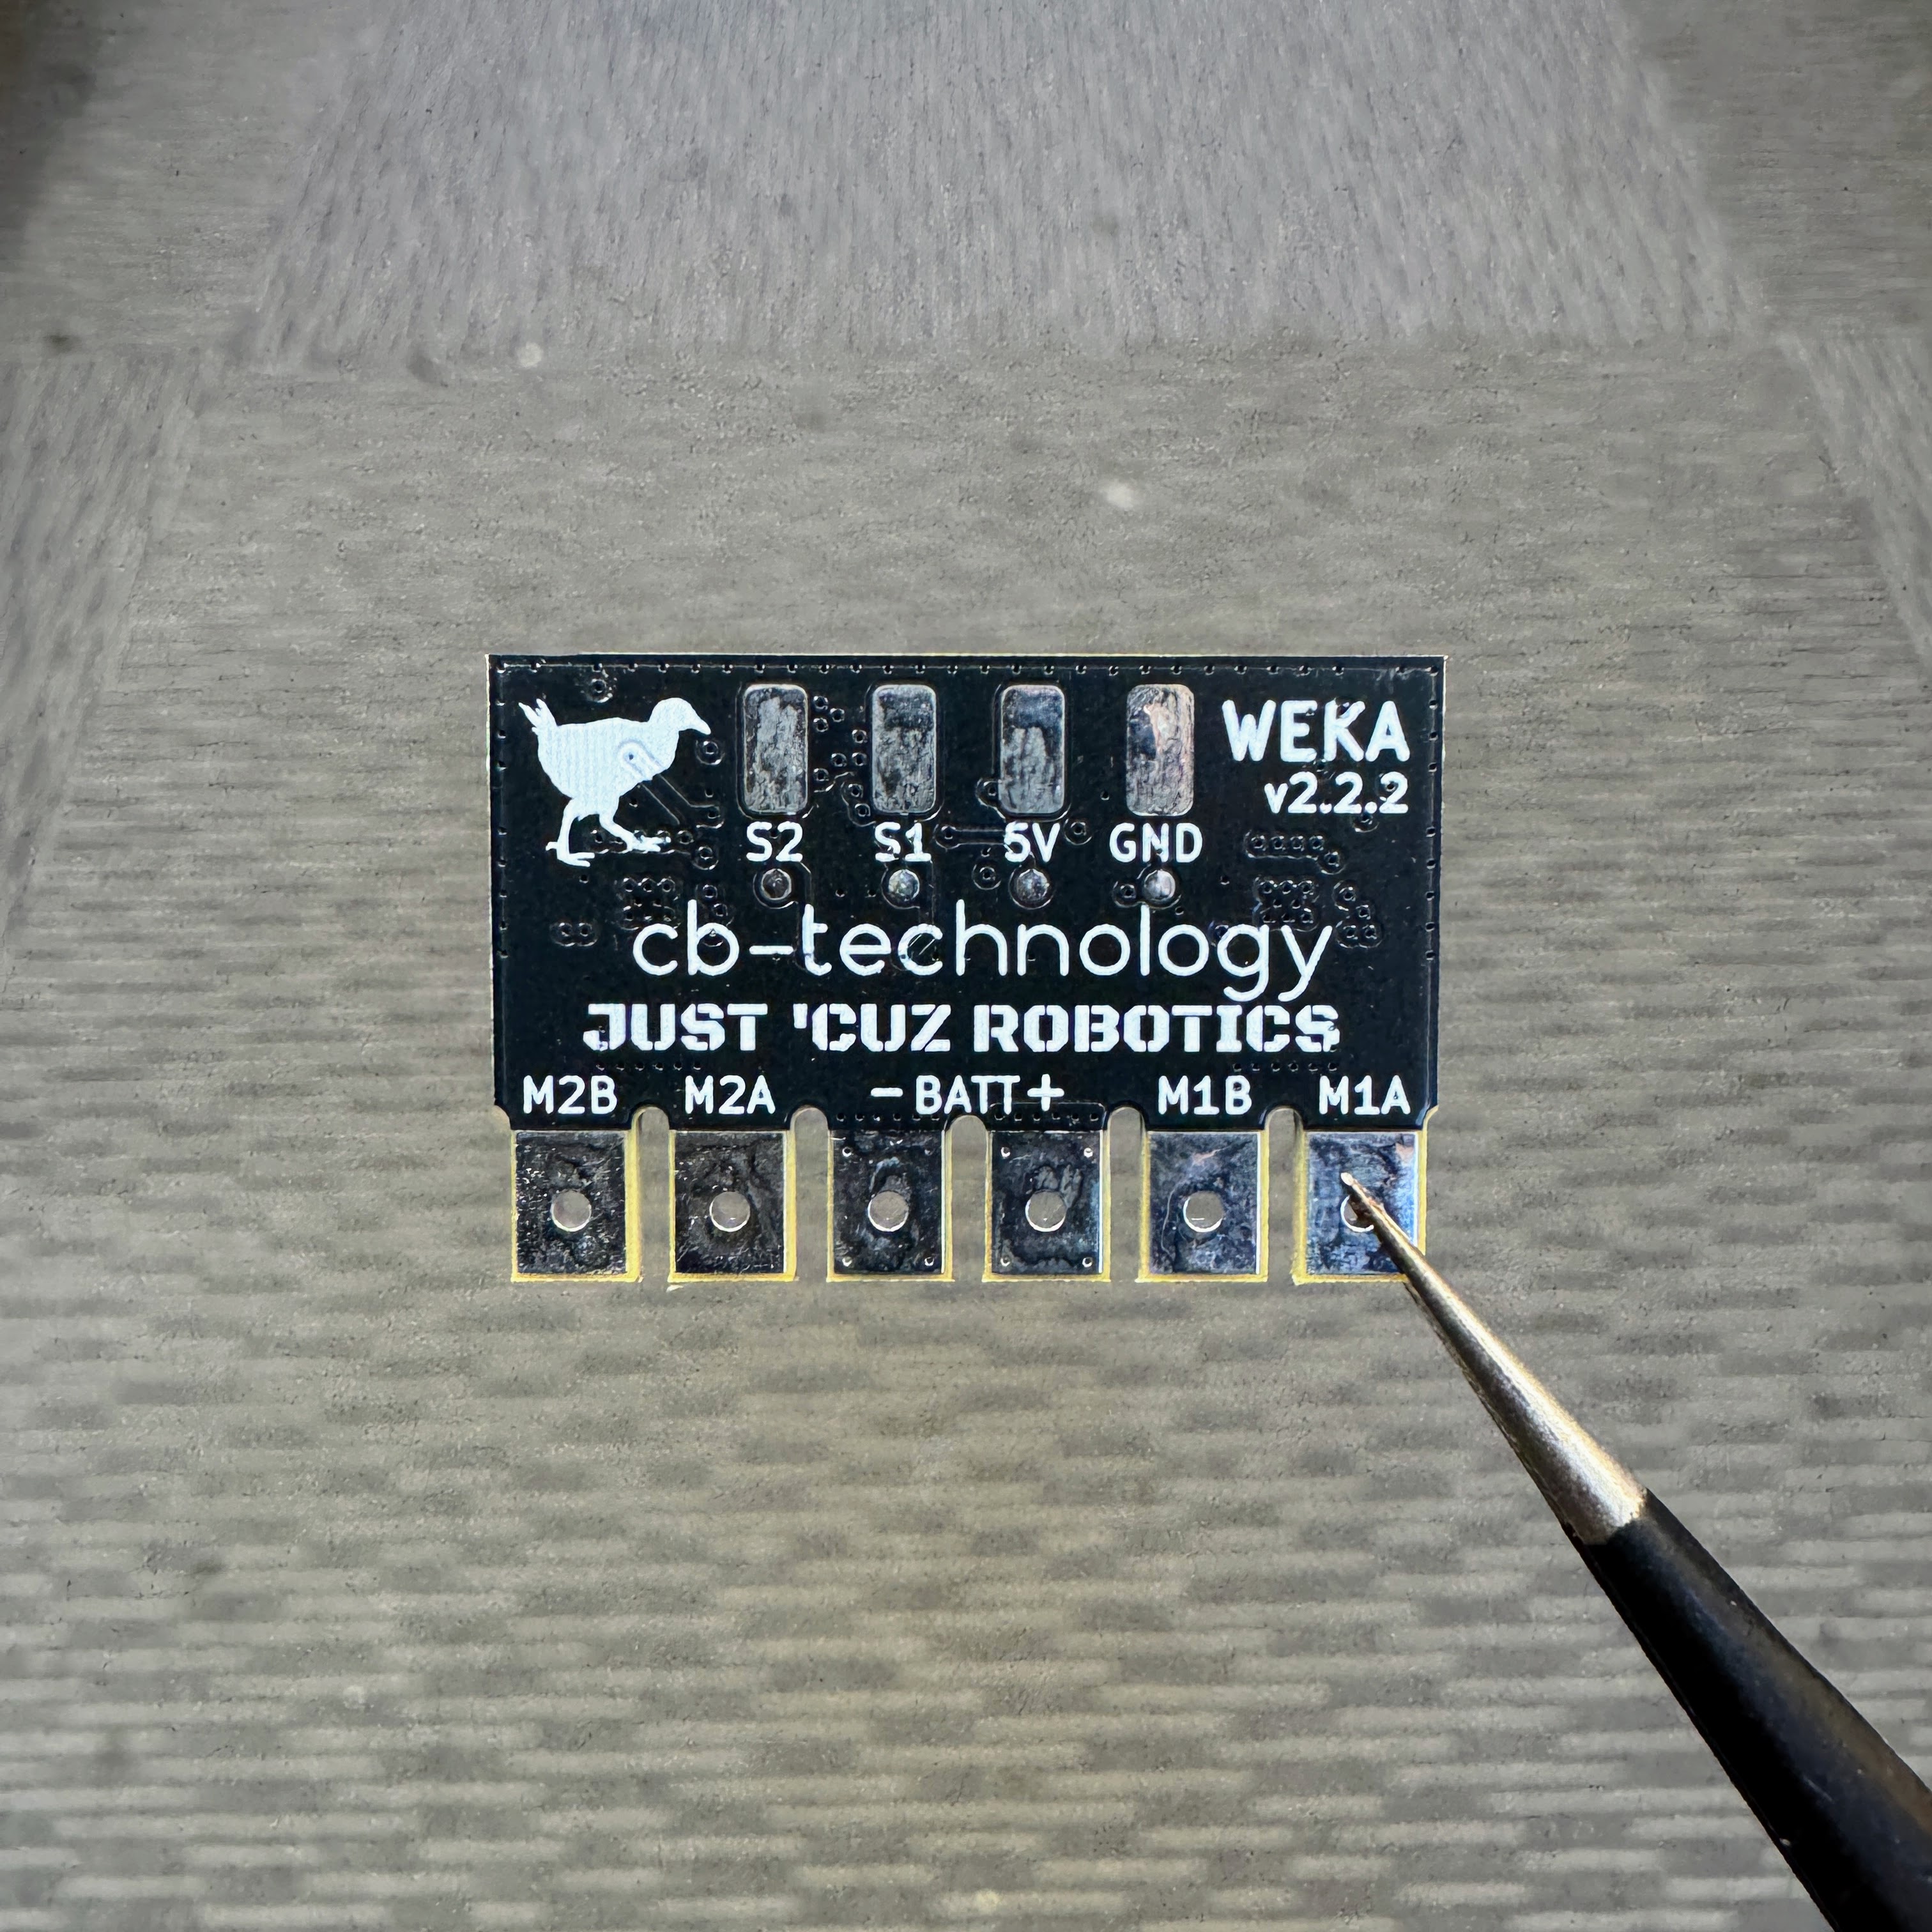 WEKA
v2.2.2
S2 S1 5V GND
cb-technology
JUST 'CUZ ROBOTICS
M2B M2A -BATT+ M1B M1A